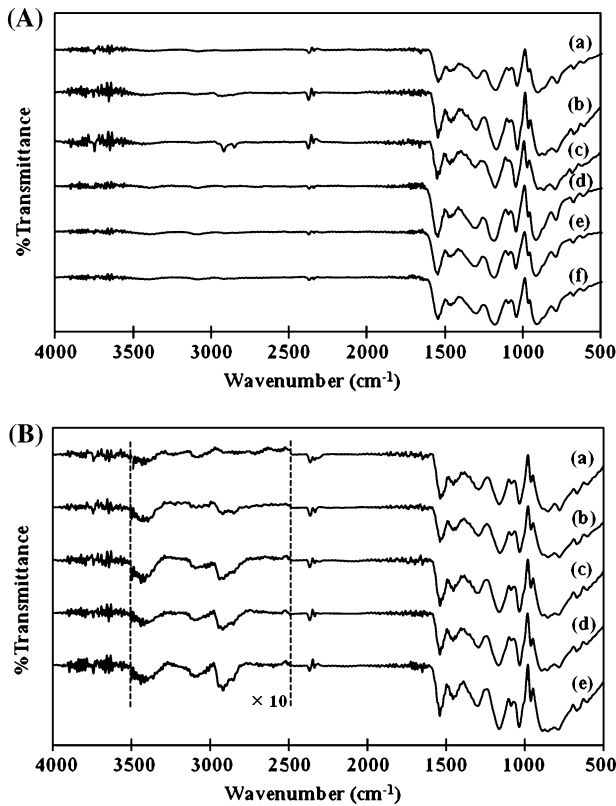 (A)
%Transmittance
(a)
(b)
(c)
(d)
(e)
(f)
4000 3500 3000 2500 2000 1500 1000 500
Wavenumber (cm-1)
(B)
%Transmittance
(a)
(b)
(c)
(d)
(e)
× 10
4000 3500 3000 2500 2000 1500 1000 500
Wavenumber (cm-1)